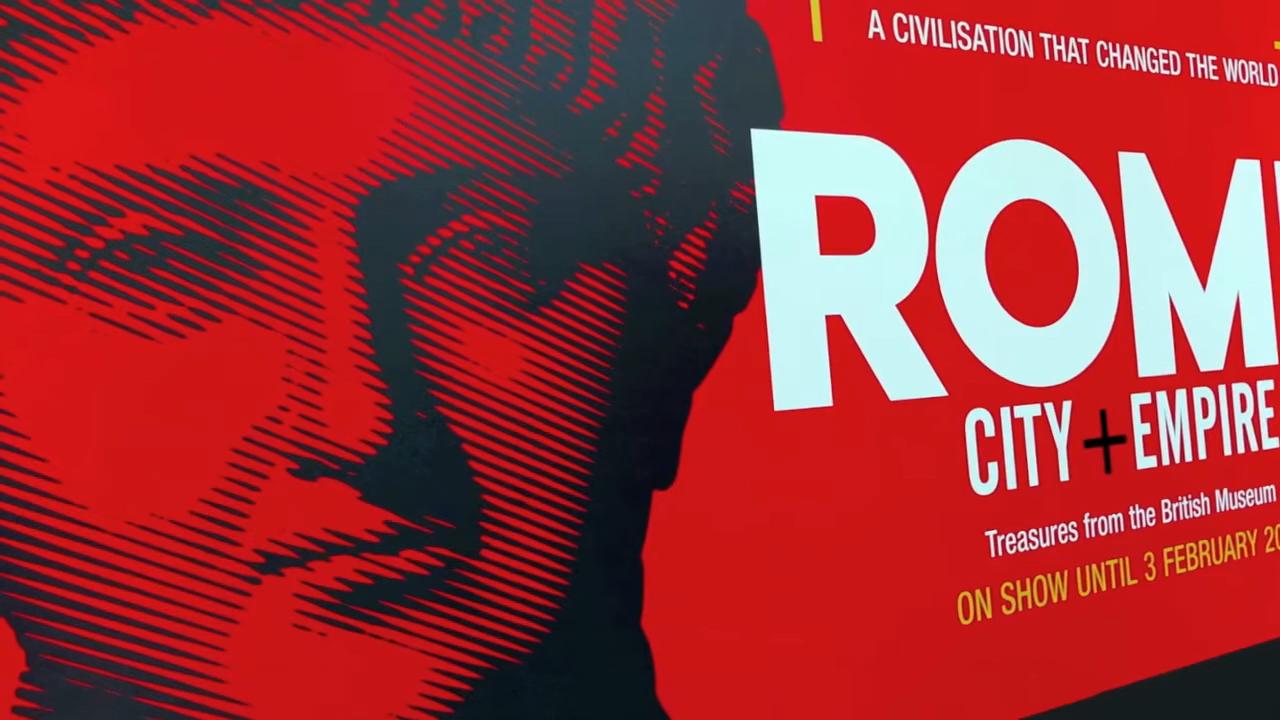 A CIVILISATION THAT CHANGED THE WORLD
ROM
CITY + EMPIRE
Treasures from the British Museum
ON SHOW UNTIL 3 FEBRUARY 20